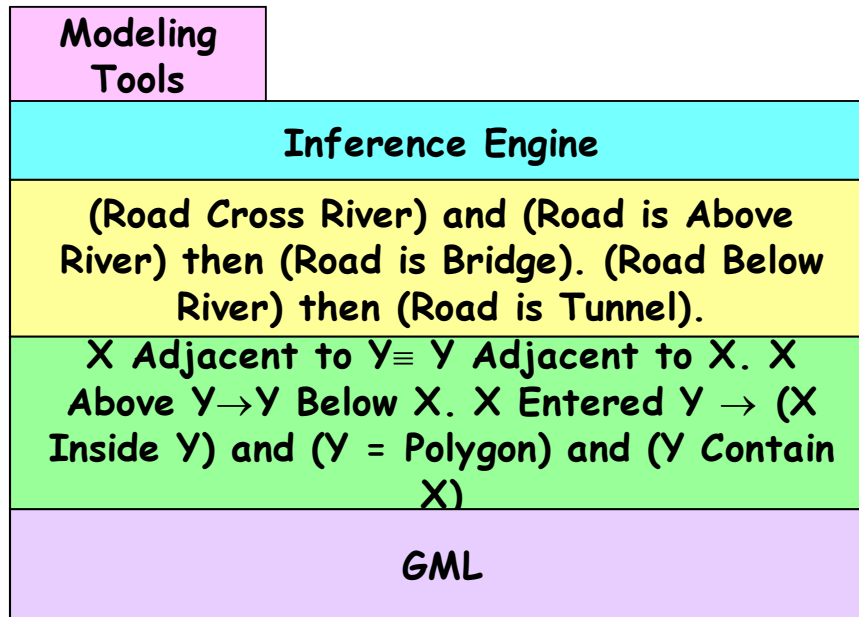 Modeling
Tools
Inference Engine
(Road Cross River) and (Road is Above
River) then (Road is Bridge). (Road Below
River) then (Road is Tunnel).
X Adjacent to Y≡ Y Adjacent to X. X
Above Y→Y Below X. X Entered Y → (X
Inside Y) and (Y = Polygon) and (Y Contain
X)
GML